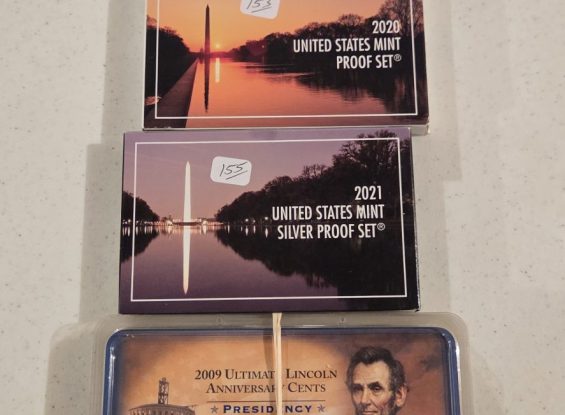 153
2020
UNITED STATES MINT
PROOF SET®
155
2021
UNITED STATES MINT
SILVER PROOF SET®
2009 ULTIMATE LINCOLN
ANNIVERSARY CENTS
★ PRESIDENCY ★